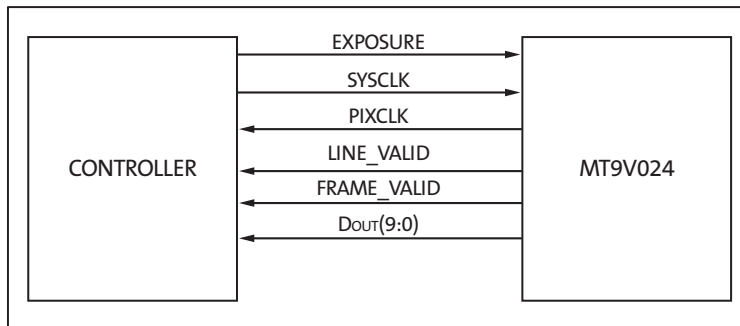 EXPOSURE
SYSCLK
PIXCLK
LINE_VALID
FRAME_VALID
DOUT(9:0)
CONTROLLER
MT9V024